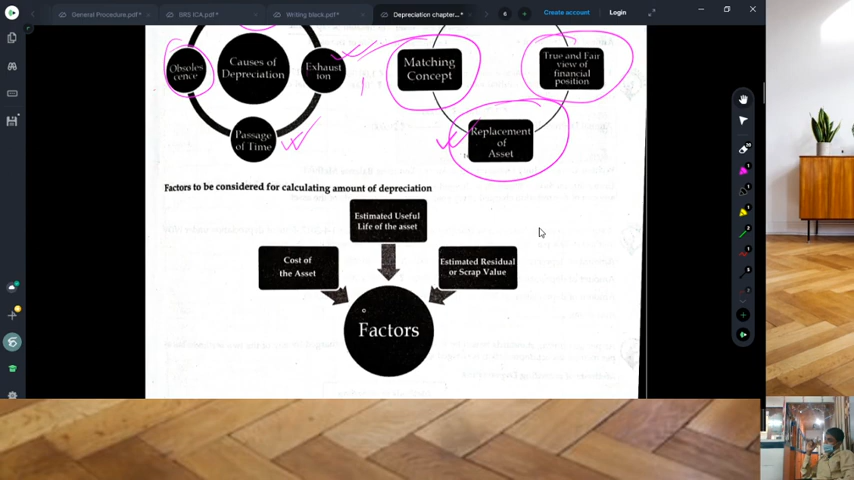 General Procedure.pdf*
BRS ICA.pdf*
Writing black.pdf*
Depreciation chapter...*
6
Create account
Login
Obsoles
cence
Causes of
Depreciation
Exhaust
ion
Passage
of Time
Matching
Concept
True and Fair
view of
financial
position
Replacement
of
Asset
Factors to be considered for calculating amount of depreciation
Estimated Useful
Life of the asset
Cost of
the Asset
Estimated Residual
or Scrap Value
Factors